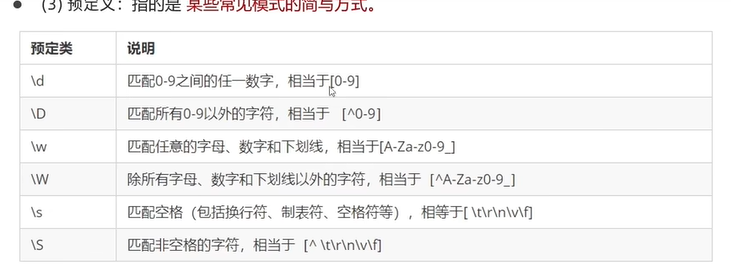 (3) 预定义：指的是 某些常见模式的简写方式。
预定类 说明
\d 匹配0-9之间的任一数字，相当于[0-9]
\D 匹配所有0-9以外的字符，相当于 [^0-9]
\w 匹配任意的字母、数字和下划线，相当于[A-Za-z0-9_]
\W 除所有字母、数字和下划线以外的字符，相当于 [^A-Za-z0-9_]
\s 匹配空格（包括换行符、制表符、空格符等），相等于[ \t\r\n\v\f]
\S 匹配非空格的字符，相当于 [^ \t\r\n\v\f]